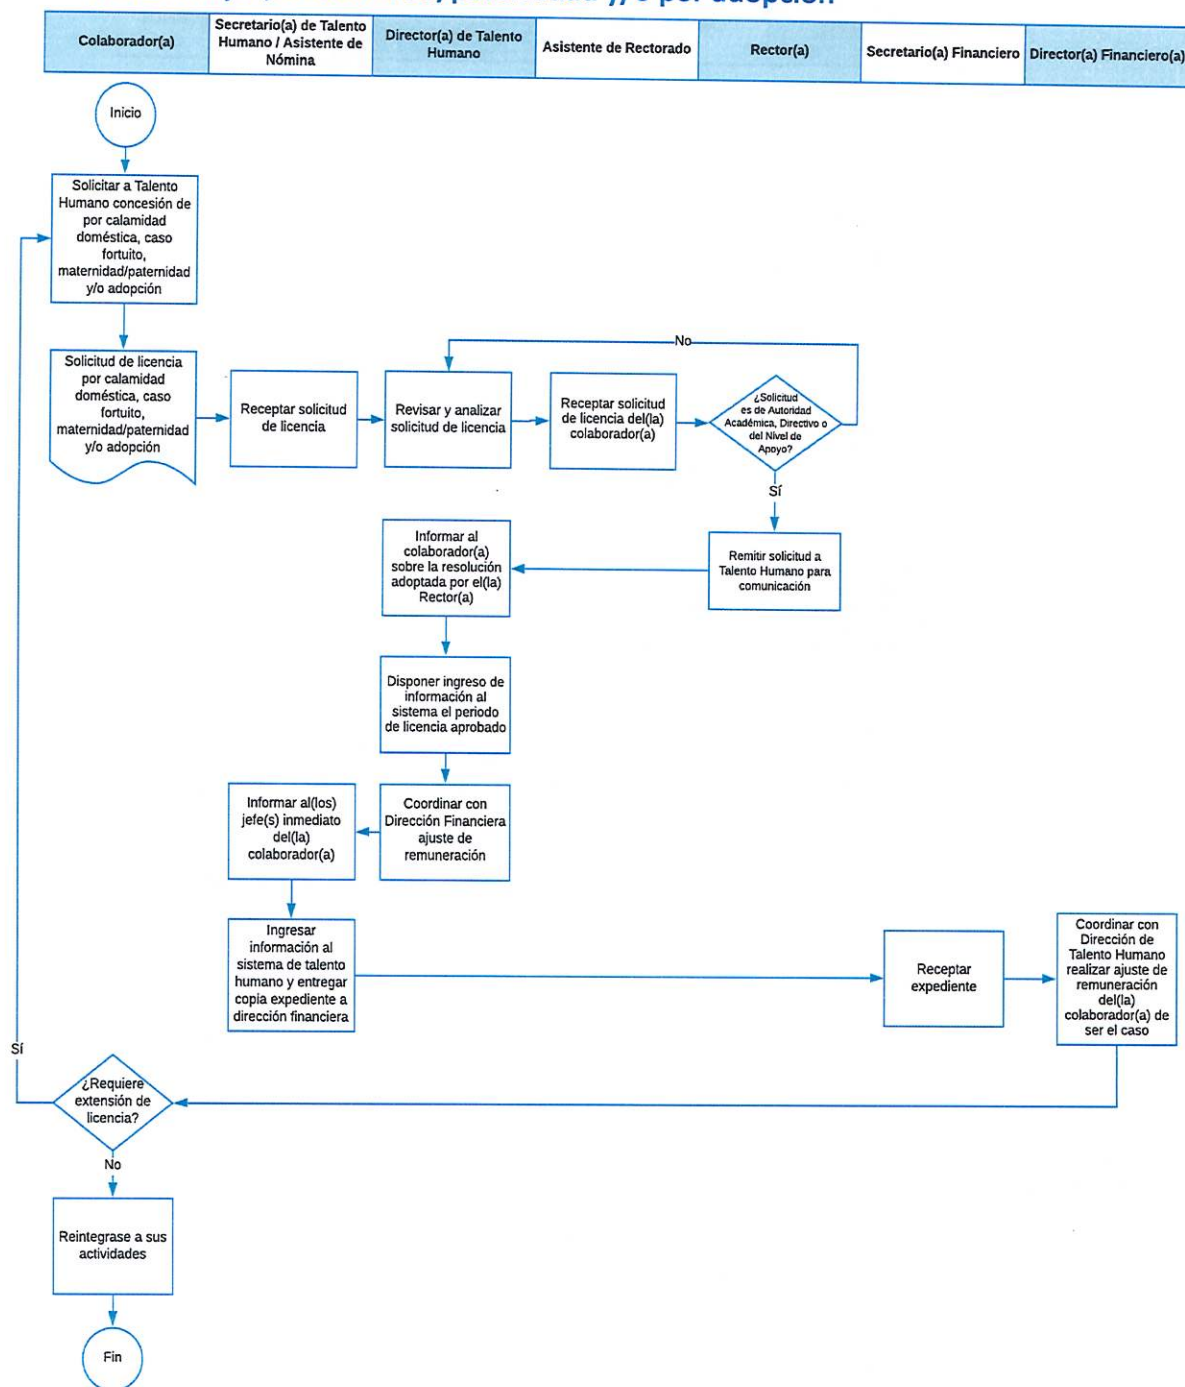 y/o por adopción
Colaborador(a)
Secretario(a) de Talento
Humano / Asistente de
Nómina
Director(a) de Talento
Humano
Asistente de Rectorado
Rector(a)
Secretario(a) Financiero
Director(a) Financiero(a)
Inicio
Solicitar a Talento
Humano concesión de
por calamidad
doméstica, caso
fortuito,
maternidad/paternidad
y/o adopción
Solicitud de licencia
por calamidad
doméstica, caso
fortuito,
maternidad/paternidad
y/o adopción
Receptar solicitud
de licencia
Revisar y analizar
solicitud de licencia
Receptar solicitud
de licencia del(la)
colaborador(a)
No
¿Solicitud
es de Autoridad
Académica, Directivo o
del Nivel de
Apoyo?
Sí
Remitir solicitud a
Talento Humano para
comunicación
Informar al
colaborador(a)
sobre la resolución
adoptada por el(la)
Rector(a)
Disponer ingreso de
información al
sistema el periodo
de licencia aprobado
Coordinar con
Dirección Financiera
ajuste de
remuneración
Informar al(los)
jefe(s) inmediato
del(la)
colaborador(a)
Ingresar
información al
sistema de talento
humano y entregar
copia expediente a
dirección financiera
Receptar
expediente
Coordinar con
Dirección de
Talento Humano
realizar ajuste de
remuneración
del(la)
colaborador(a) de
ser el caso
Sí
¿Requiere
extensión de
licencia?
No
Reintegrase a sus
actividades
Fin